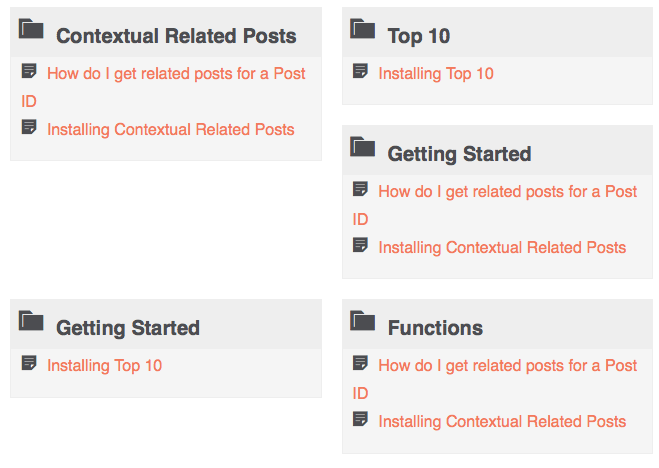 Contextual Related Posts
How do I get related posts for a Post
ID
Installing Contextual Related Posts
Top 10
Installing Top 10
Getting Started
How do I get related posts for a Post
ID
Installing Contextual Related Posts
Getting Started
Installing Top 10
Functions
How do I get related posts for a Post
ID
Installing Contextual Related Posts